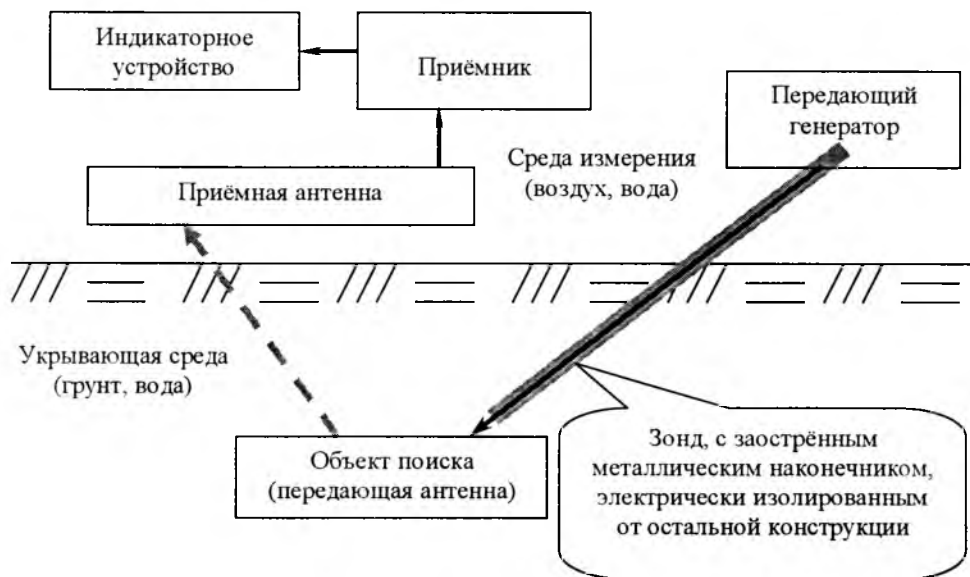 Индикаторное
устройство
Приёмник
Передающий
генератор
Среда измерения
(воздух, вода)
Приёмная антенна
Укрывающая среда
(грунт, вода)
Объект поиска
(передающая антенна)
Зонд, с заострённым
металлическим наконечником,
электрически изолированным
от остальной конструкции